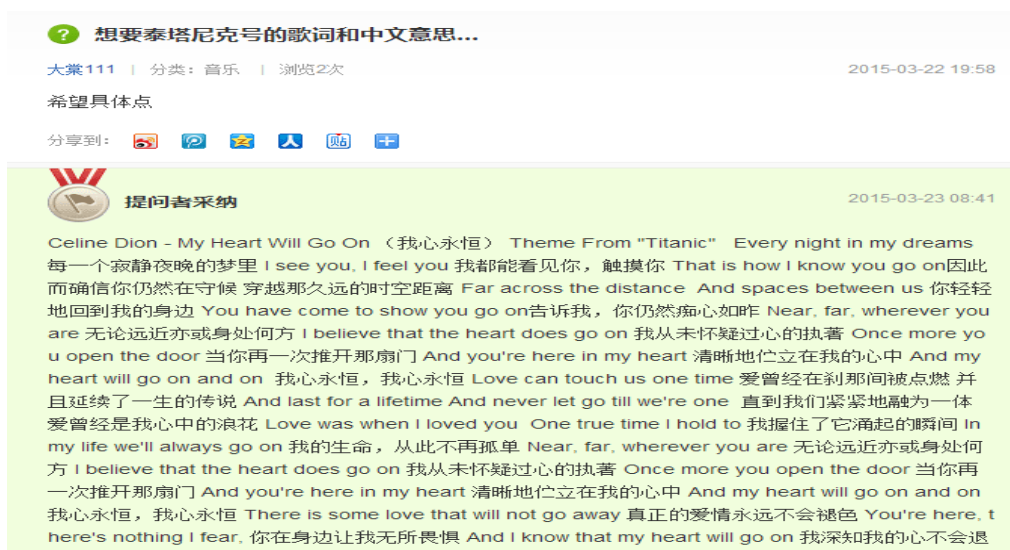 想要泰塔尼克号的歌词和中文意思...
大棠111 | 分类：音乐 | 浏览2次 2015-03-22 19:58
希望具体点
分享到：
贴
提问者采纳 2015-03-23 08:41
Celine Dion - My Heart Will Go On （我心永恒） Theme From "Titanic" Every night in my dreams
每一个寂静夜晚的梦里 I see you, I feel you 我都能看见你，触摸你 That is how I know you go on因此
而确信你仍然在守候 穿越那久远的时空距离 Far across the distance And spaces between us 你轻轻
地回到我的身边 You have come to show you go on告诉我，你仍然痴心如昨 Near, far, wherever you
are 无论远近亦或身处何方 I believe that the heart does go on 我从未怀疑过心的执著 Once more yo
u open the door 当你再一次推开那扇门 And you're here in my heart 清晰地伫立在我的心中 And my
heart will go on and on 我心永恒，我心永恒 Love can touch us one time 爱曾经在刹那间被点燃 并
且延续了一生的传说 And last for a lifetime And never let go till we're one 直到我们紧紧地融为一体
爱曾经是我心中的浪花 Love was when I loved you One true time I hold to 我握住了它涌起的瞬间 In
my life we'll always go on 我的生命，从此不再孤单 Near, far, wherever you are 无论远近亦或身处何
方 I believe that the heart does go on 我从未怀疑过心的执著 Once more you open the door 当你再
一次推开那扇门 And you're here in my heart 清晰地伫立在我的心中 And my heart will go on and on
我心永恒，我心永恒 There is some love that will not go away 真正的爱情永远不会褪色 You're here, t
here's nothing I fear, 你在身边让我无所畏惧 And I know that my heart will go on 我深知我的心不会退